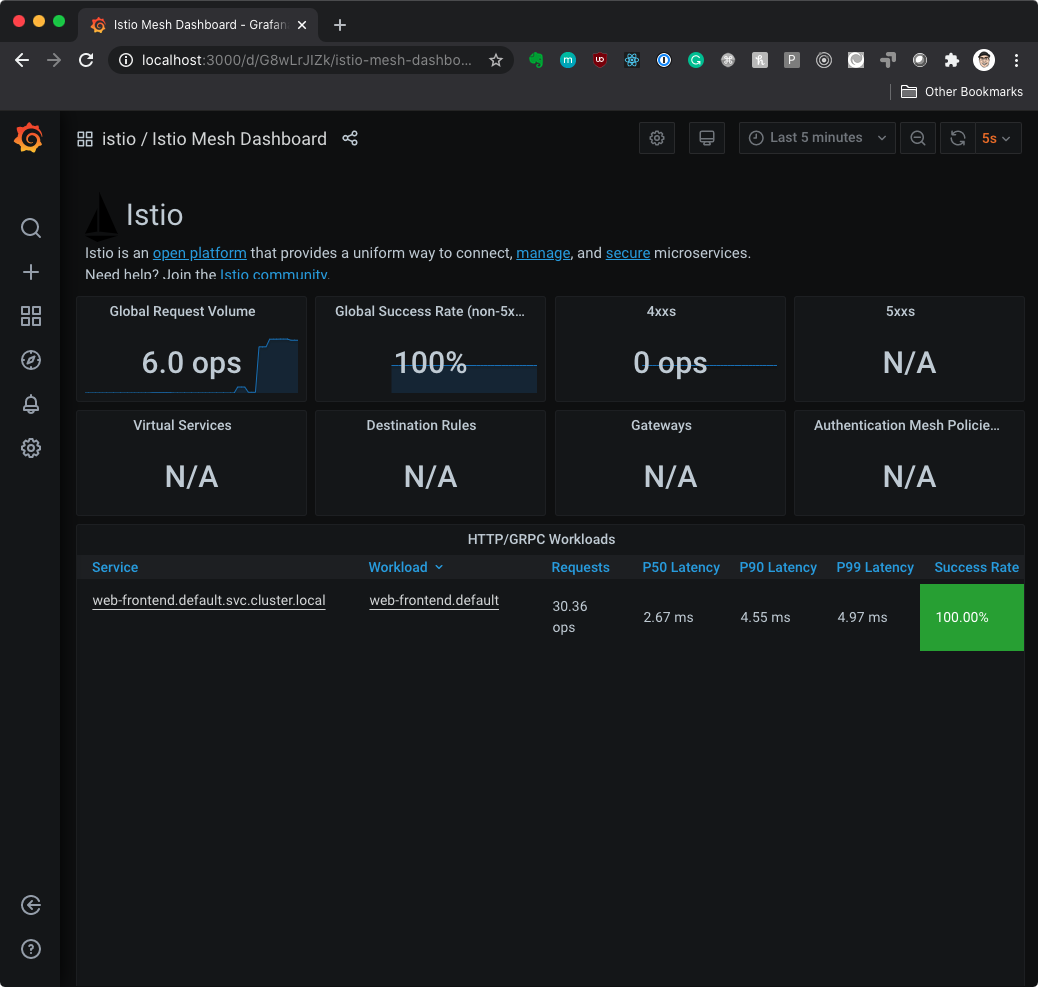 Istio Mesh Dashboard - Grafan
localhost:3000/d/G8wLrJIZk/istio-mesh-dashbo...
Other Bookmarks
istio / Istio Mesh Dashboard
Last 5 minutes
5s
Istio
Istio is an open platform that provides a uniform way to connect, manage, and secure microservices.
Need help? Join the Istio community.
Global Request Volume
Global Success Rate (non-5x...
4xxs
5xxs
6.0 ops
100%
0 ops
N/A
Virtual Services
Destination Rules
Gateways
Authentication Mesh Policie...
N/A
N/A
N/A
N/A
HTTP/GRPC Workloads
Service Workload Requests P50 Latency P90 Latency P99 Latency Success Rate
web-frontend.default.svc.cluster.local web-frontend.default 30.36 ops 2.67 ms 4.55 ms 4.97 ms 100.00%